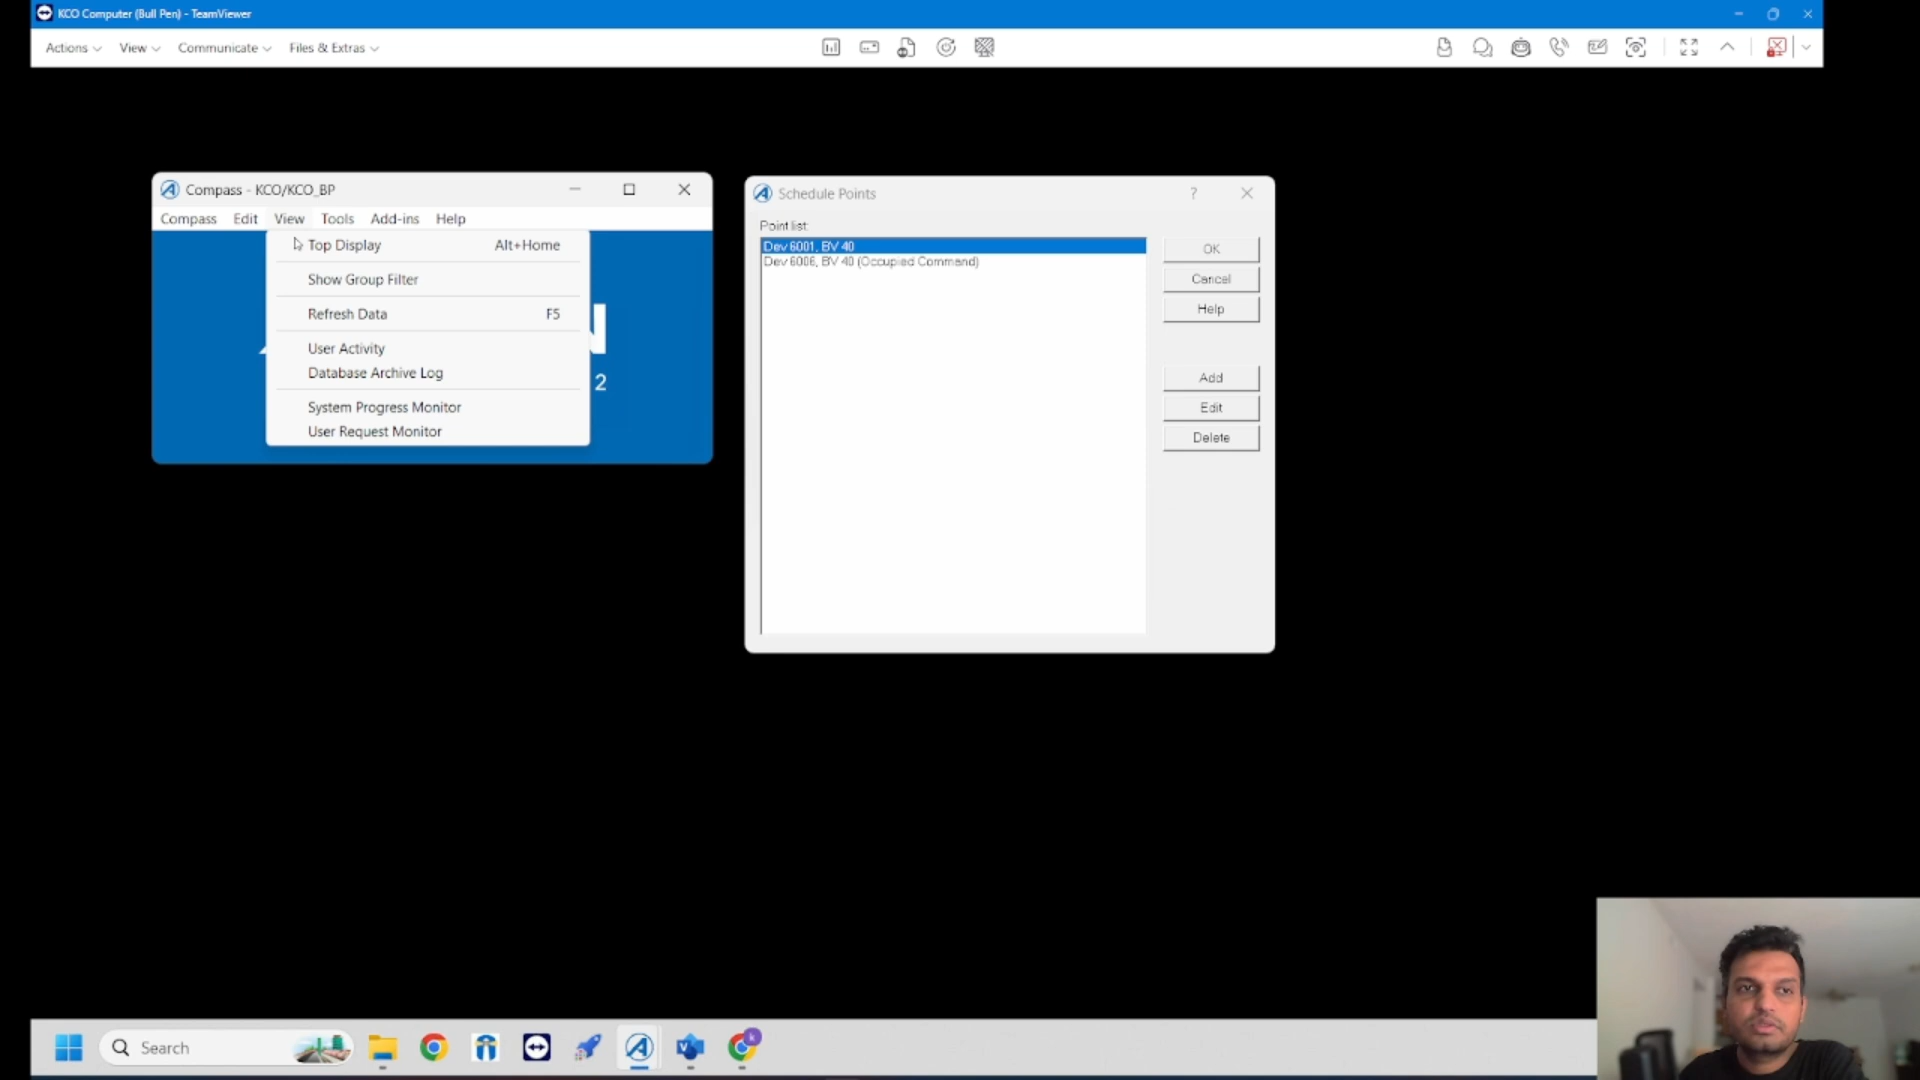 KCO Computer (Bull Pen) - TeamViewer
Actions View Communicate Files & Extras
Compass - KCO/KCO_BP
Compass Edit View Tools Add-ins Help
Top Display Alt+Home
Show Group Filter
Refresh Data F5
User Activity
Database Archive Log
System Progress Monitor
User Request Monitor
N
2
Schedule Points
?
Point list:
Dev 6001, BV 40
Dev 6006, BV 40 (Occupied Command)
OK
Cancel
Help
Add
Edit
Delete
Search
k